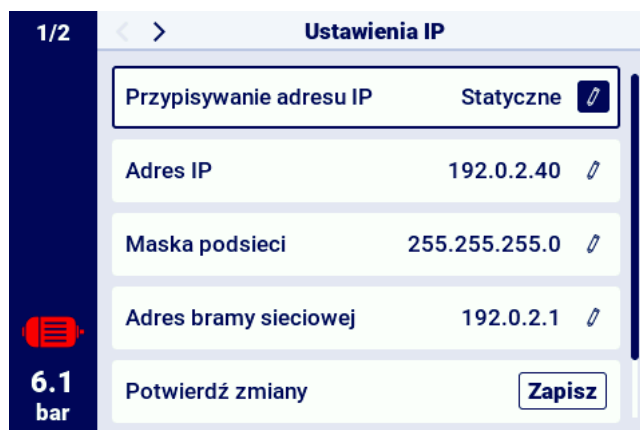 1/2
Ustawienia IP
Przypisywanie adresu IP Statyczne
Adres IP 192.0.2.40
Maska podsieci 255.255.255.0
Adres bramy sieciowej 192.0.2.1
Potwierdź zmiany Zapisz
6.1
bar